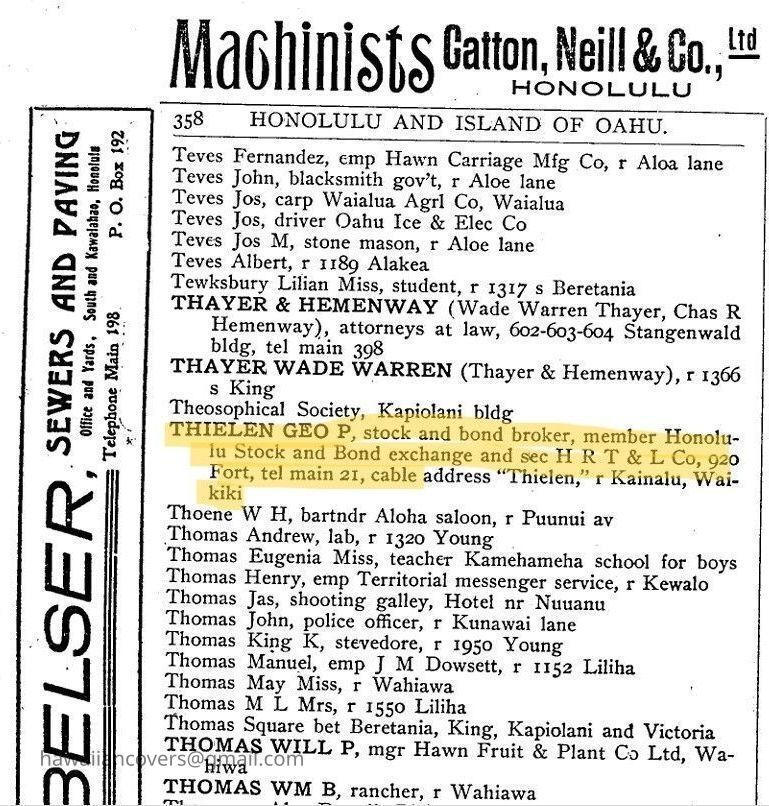 Machinists Catton, Neill & Co., Ltd
HONOLULU
358 HONOLULU AND ISLAND OF OAHU.
BELSER, SEWERS AND PAVING
Office and Yards, South and Kawaiahao, Honolulu
Telephone Main 198 P. O. Box 192
Teves Fernandez, emp Hawn Carriage Mfg Co, r Aloa lane
Teves John, blacksmith gov't, r Aloe lane
Teves Jos, carp Waialua Agrl Co, Waialua
Teves Jos, driver Oahu Ice & Elec Co
Teves Jos M, stone mason, r Aloe lane
Teves Albert, r 1189 Alakea
Tewksbury Lilian Miss, student, r 1317 s Beretania
THAYER & HEMENWAY (Wade Warren Thayer, Chas R
Hemenway), attorneys at law, 602-603-604 Stangenwald
bldg, tel main 398
THAYER WADE WARREN (Thayer & Hemenway), r 1366
s King
Theosophical Society, Kapiolani bldg
THIELEN GEO P, stock and bond broker, member Honolu-
lu Stock and Bond exchange and sec H R T & L Co, 920
Fort, tel main 21, cable address "Thielen," r Kainalu, Wai-
kiki
Thoene W H, bartndr Aloha saloon, r Puunui av
Thomas Andrew, lab, r 1320 Young
Thomas Eugenia Miss, teacher Kamehameha school for boys
Thomas Henry, emp Territorial messenger service, r Kewalo
Thomas Jas, shooting galley, Hotel nr Nuuanu
Thomas John, police officer, r Kunawai lane
Thomas King K, stevedore, r 1950 Young
Thomas Manuel, emp J M Dowsett, r 1152 Liliha
Thomas May Miss, r Wahiawa
Thomas M L Mrs, r 1550 Liliha
Thomas Square bet Beretania, King, Kapiolani and Victoria
THOMAS WILL P, mgr Hawn Fruit & Plant Co Ltd, Wa-
hiwa
hawaiiancovers@gmail.com
THOMAS WM B, rancher, r Wahiawa